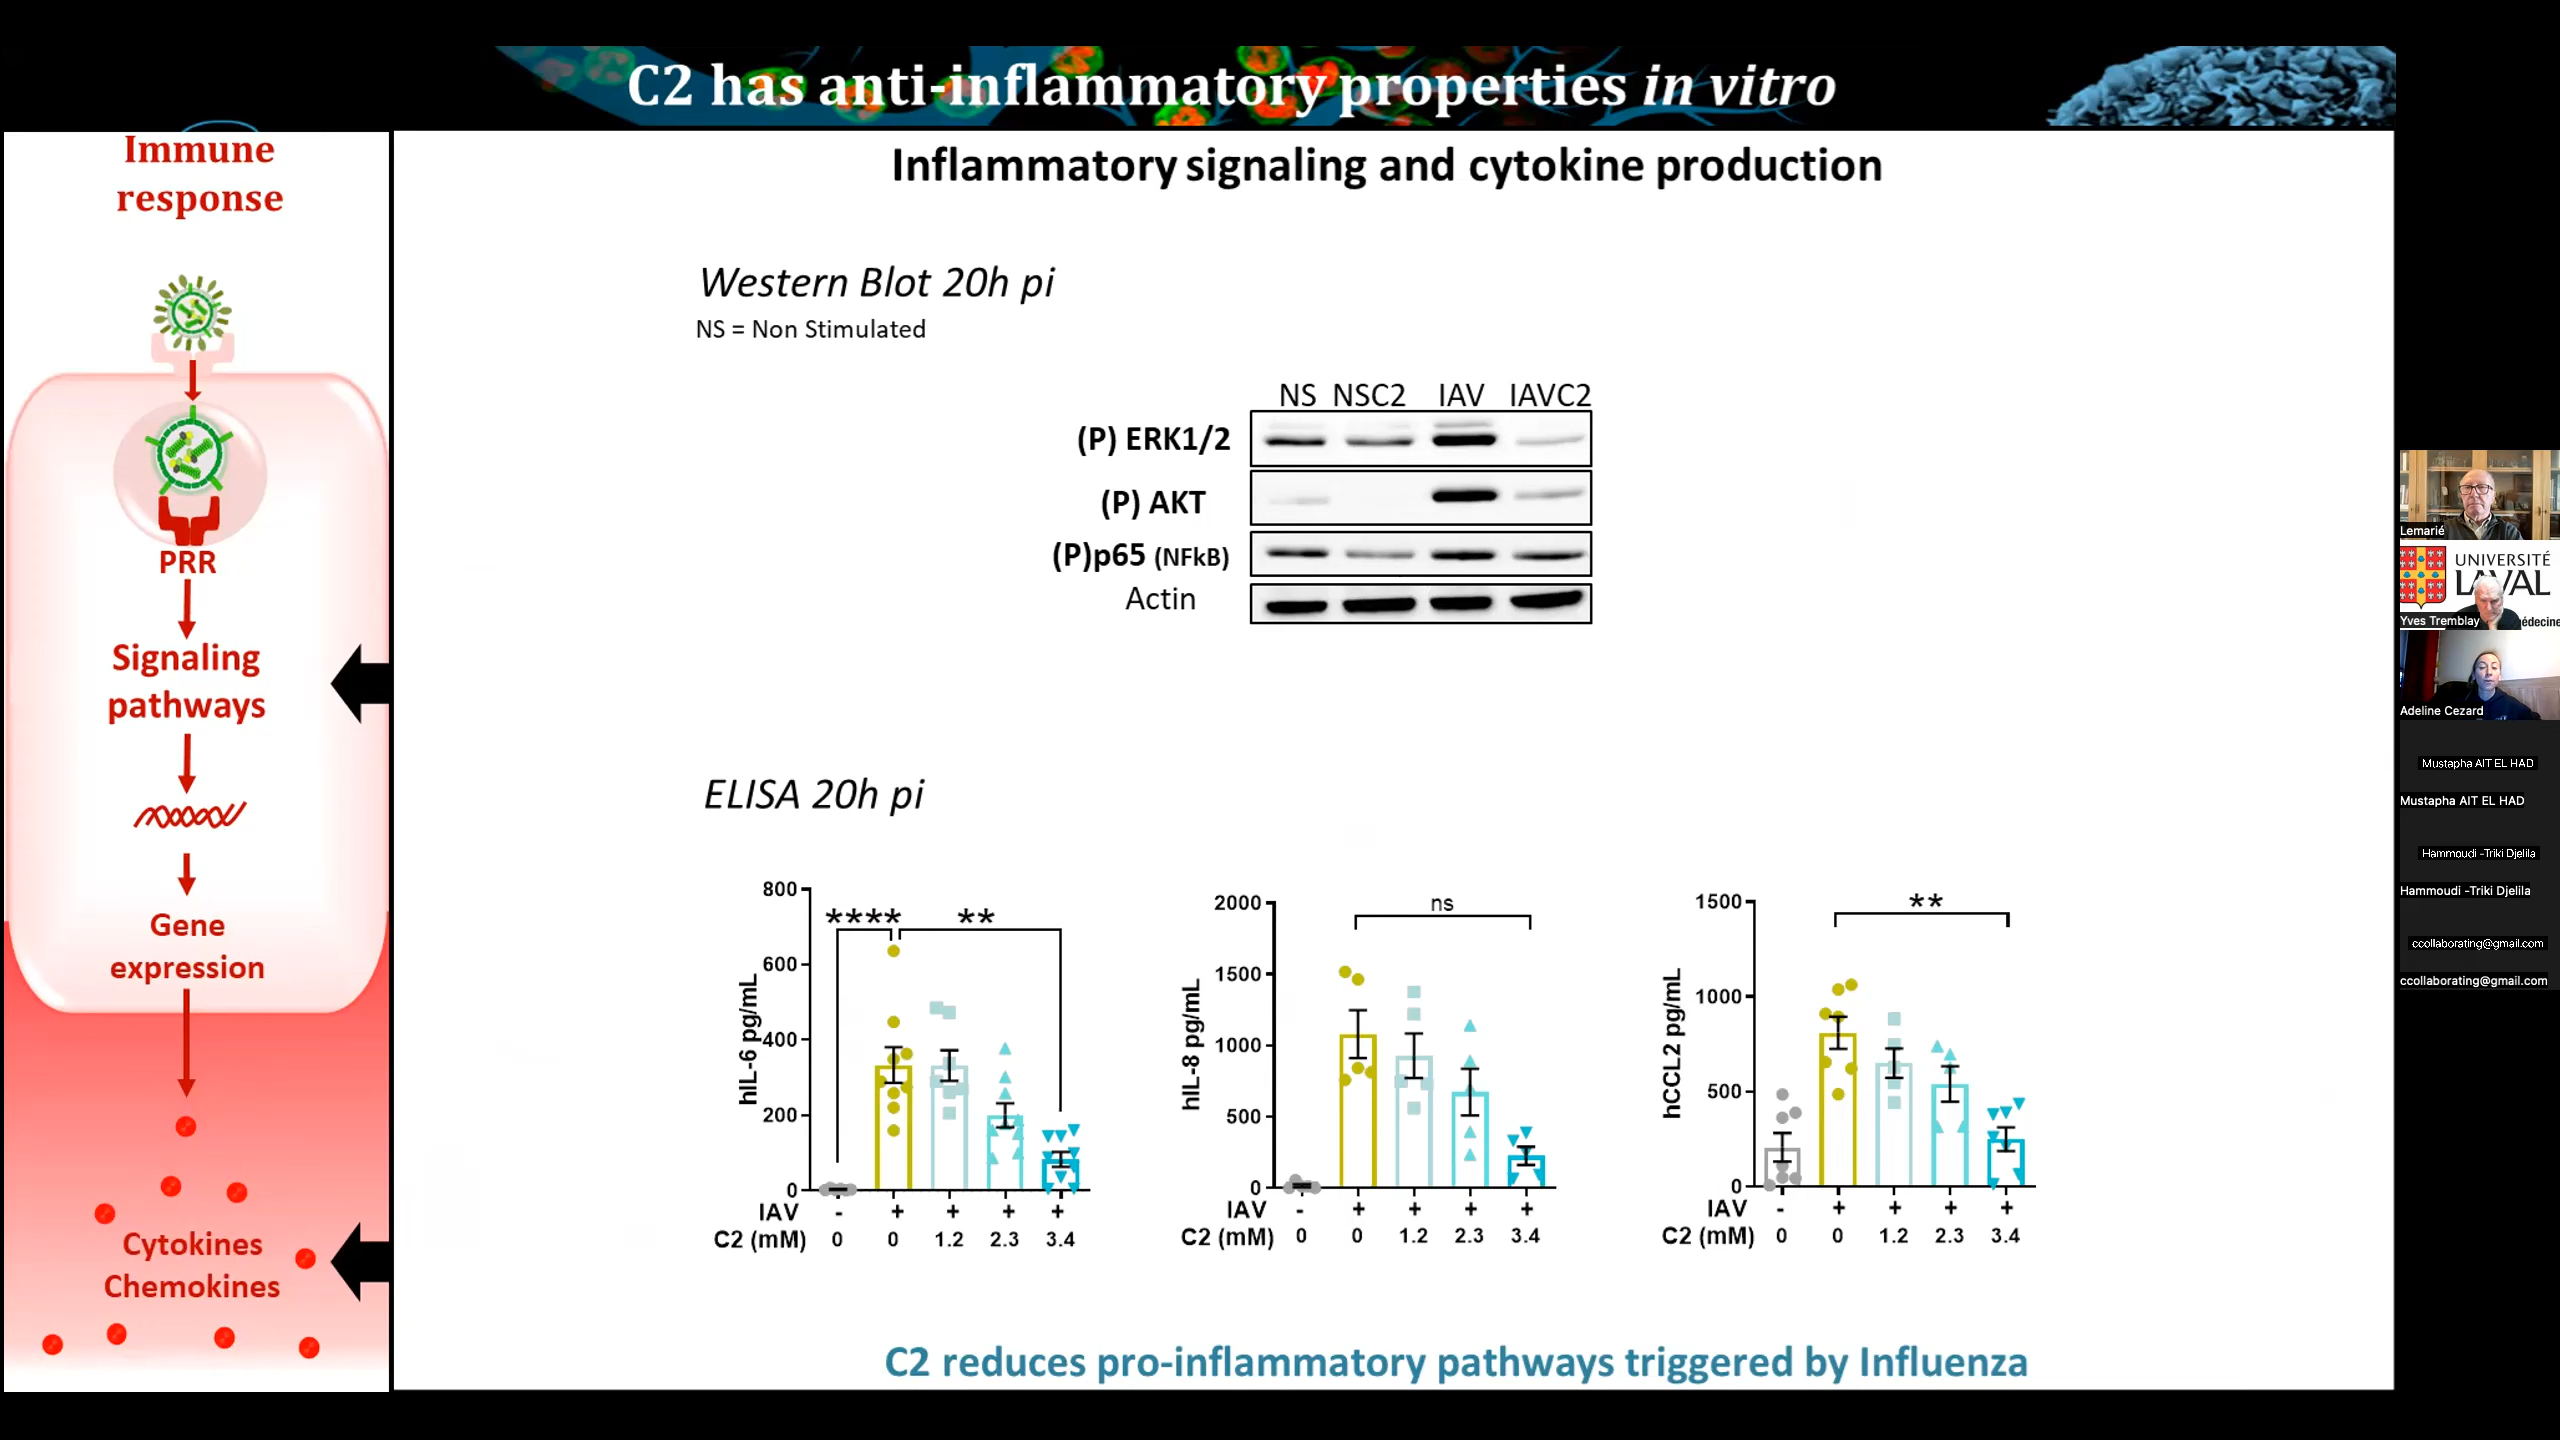 C2 has anti-inflammatory properties in vitro
Immune
response
PRR
Signaling
pathways
Gene
expression
Cytokines
Chemokines
Inflammatory signaling and cytokine production
Western Blot 20h pi
NS = Non Stimulated
NS NSC2 IAV IAVC2
(P) ERK1/2
(P) AKT
(P)p65 (NFkB)
Actin
ELISA 20h pi
hIL-6 pg/mL
800
600
400
200
0
**** **
IAV - + + + +
C2 (mM) 0 0 1.2 2.3 3.4
hIL-8 pg/mL
2000
1500
1000
500
0
ns
IAV - + + + +
C2 (mM) 0 0 1.2 2.3 3.4
hCCL2 pg/mL
1500
1000
500
0
**
IAV - + + + +
C2 (mM) 0 0 1.2 2.3 3.4
C2 reduces pro-inflammatory pathways triggered by Influenza
Lemarié
UNIVERSITÉ
LAVAL
Yves Tremblay
édecine
Adeline Cezard
Mustapha AIT EL HAD
Mustapha AIT EL HAD
Hammoudi -Triki Djelila
Hammoudi -Triki Djelila
ccollaborating@gmail.com
ccollaborating@gmail.com